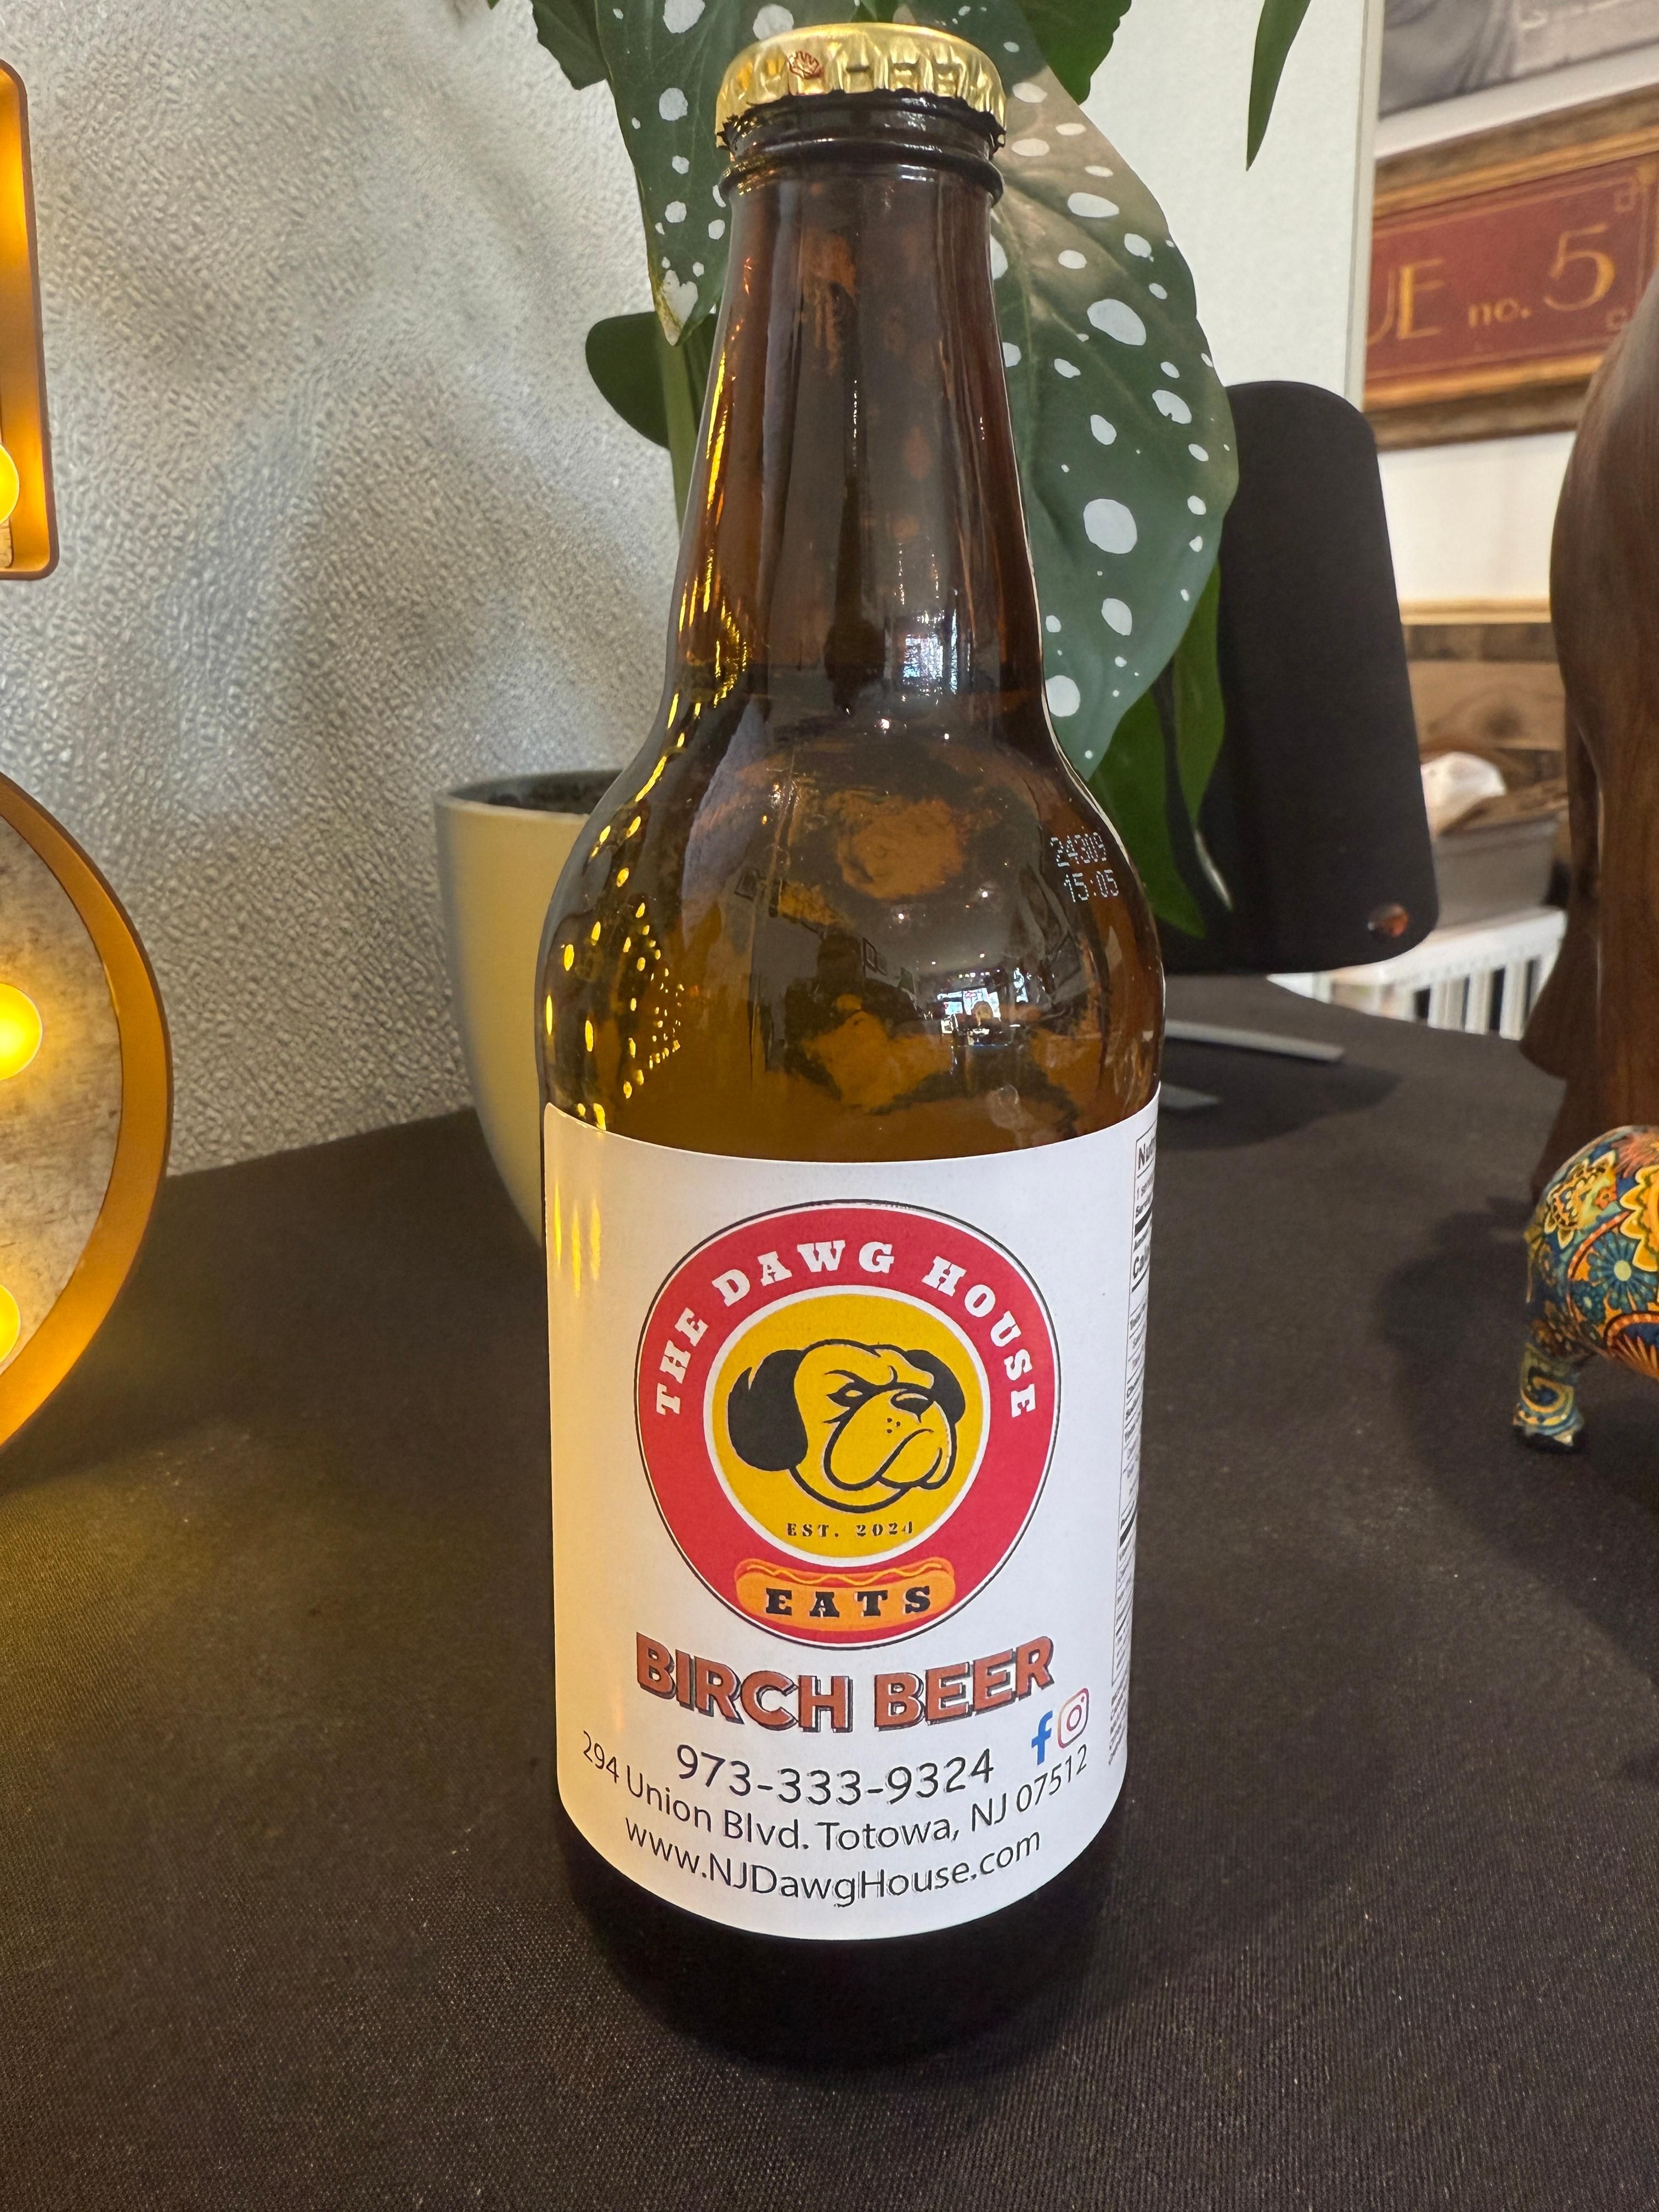 UE no. 5
24309
15:05
THE DAWG HOUSE
EST. 2024
EATS
BIRCH BEER
973-333-9324
294 Union Blvd. Totowa, NJ 07512
www.NJDawgHouse.com